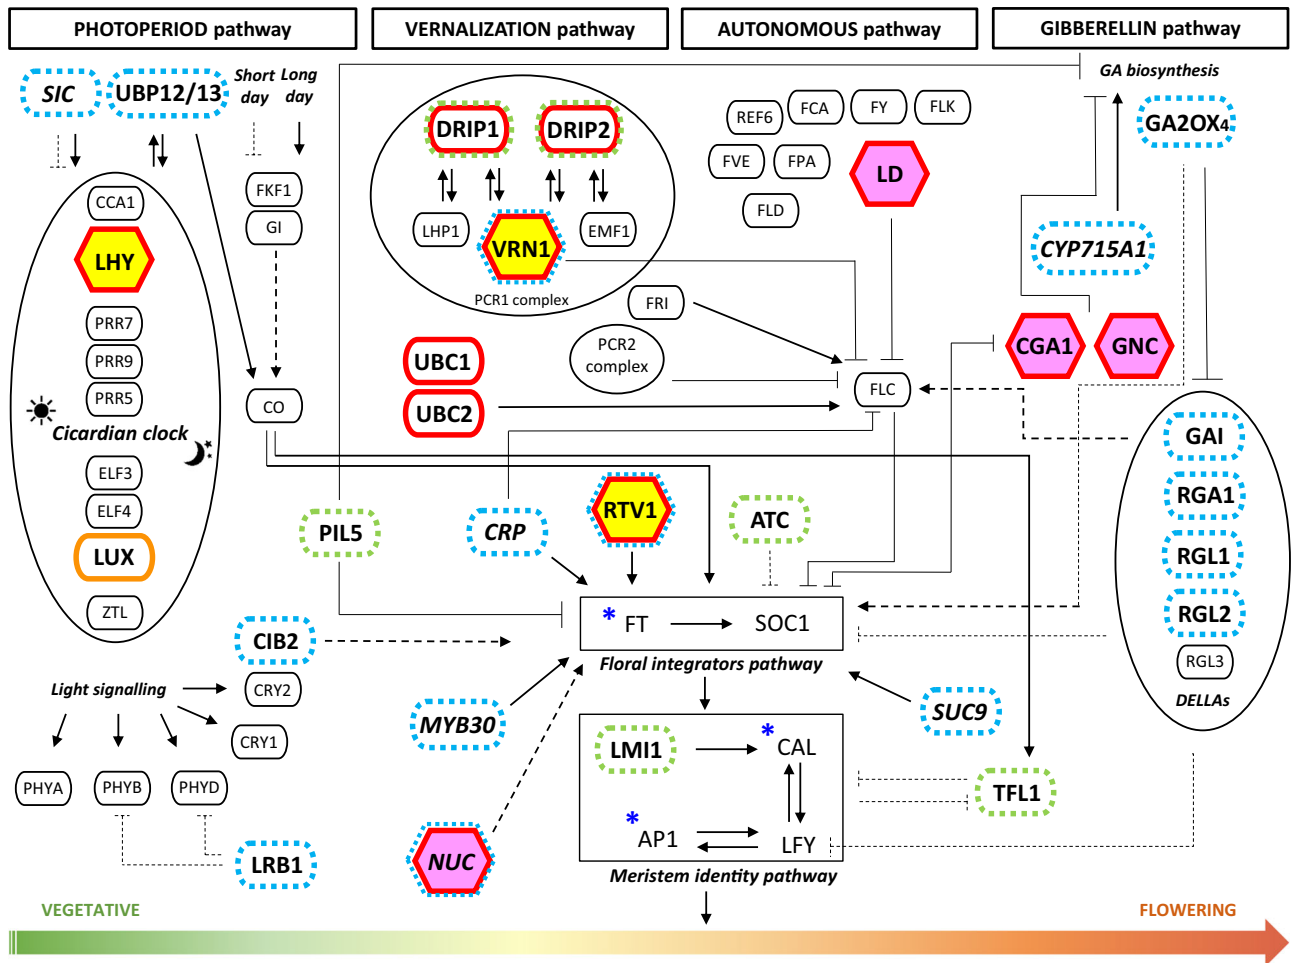 PHOTOPERIOD pathway
VERNALIZATION pathway
AUTONOMOUS pathway
GIBBERELLIN pathway
SIC
UBP12/13
Short
day
Long
day
CCA1
LHY
PRR7
PRR9
PRR5
Cicardian clock
ELF3
ELF4
LUX
ZTL
FKF1
GI
CO
DRIP1
DRIP2
LHP1
VRN1
EMF1
PCR1 complex
FRI
PCR2
complex
UBC1
UBC2
REF6
FCA
FY
FLK
FVE
FPA
LD
FLD
FLC
GA biosynthesis
GA2OX4
CYP715A1
CGA1
GNC
GAI
RGA1
RGL1
RGL2
RGL3
DELLAs
PIL5
CRP
RTV1
ATC
* FT
SOC1
Floral integrators pathway
CIB2
Light signalling
CRY2
CRY1
PHYA
PHYB
PHYD
LRB1
MYB30
NUC
SUC9
LMI1
* CAL
* AP1
LFY
Meristem identity pathway
TFL1
VEGETATIVE
FLOWERING